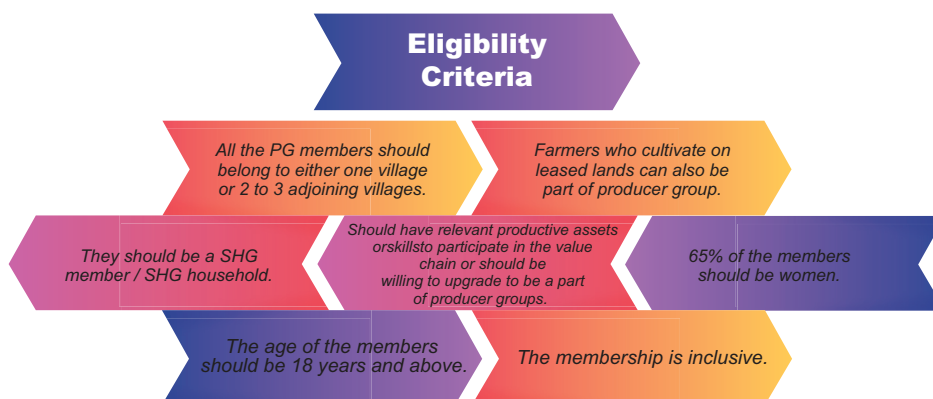 Eligibility
Criteria
All the PG members should
belong to either one village
or 2 to 3 adjoining villages.
Farmers who cultivate on
leased lands can also be
part of producer group.
They should be a SHG
member / SHG household.
Should have relevant productive assets
orskillsto participate in the value
chain or should be
willing to upgrade to be a part
of producer groups.
65% of the members
should be women.
The age of the members
should be 18 years and above.
The membership is inclusive.